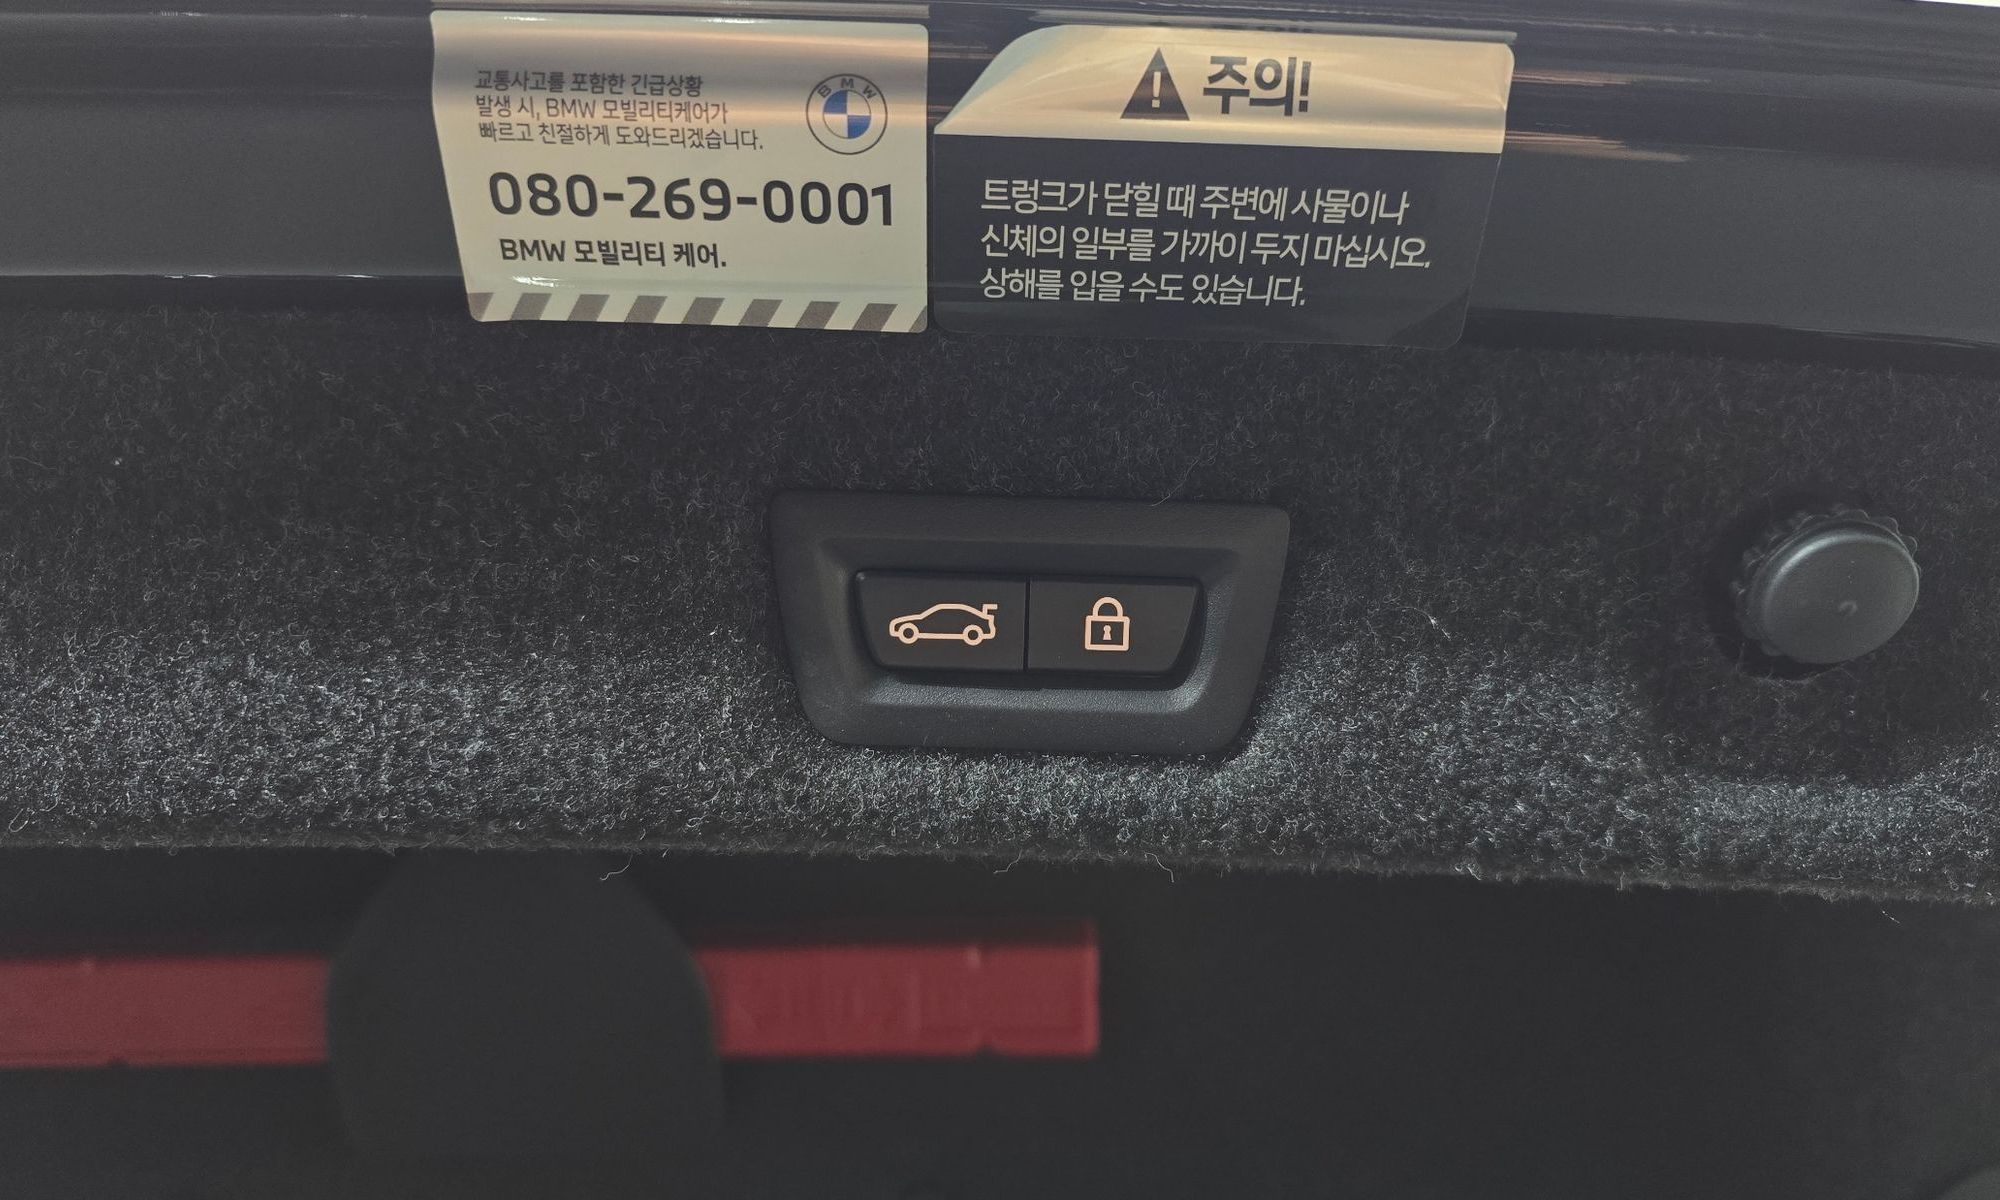 교통사고를 포함한 긴급상황
발생 시, BMW 모빌리티케어가
빠르고 친절하게 도와드리겠습니다.
BMW
080-269-0001
BMW 모빌리티 케어.
주의!
트렁크가 닫힐 때 주변에 사물이나
신체의 일부를 가까이 두지 마십시오.
상해를 입을 수도 있습니다.